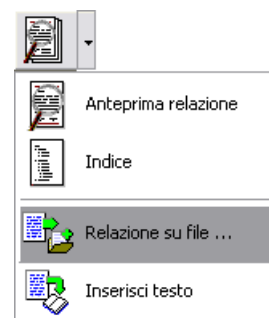 Anteprima relazione
Indice
Relazione su file ...
Inserisci testo